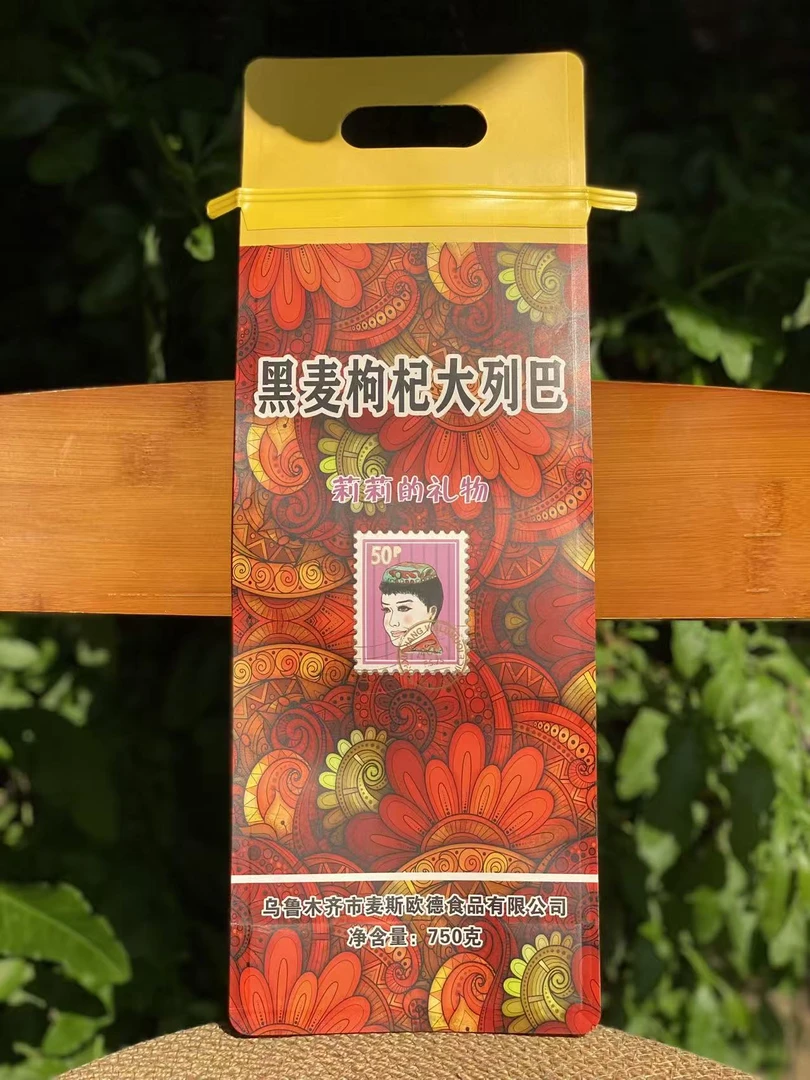 黑麦枸杞大列巴
莉莉的礼物
50P
乌鲁木齐市麦斯欧德食品有限公司
净含量：750克